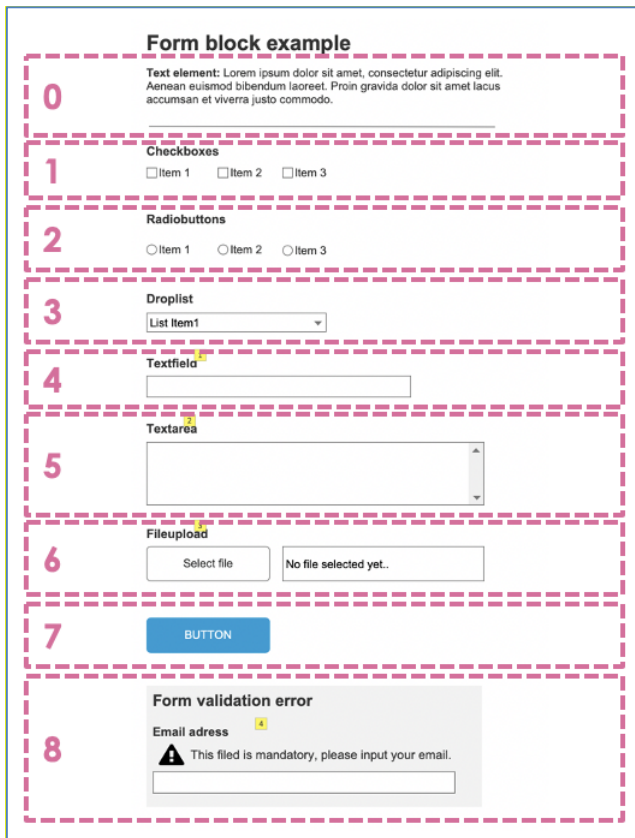 Form block example
0
Text element: Lorem ipsum dolor sit amet, consectetur adipiscing elit.
Aenean euismod bibendum laoreet. Proin gravida dolor sit amet lacus
accumsan et viverra justo commodo.
1
Checkboxes
Item 1 Item 2 Item 3
2
Radiobuttons
Item 1 Item 2 Item 3
3
Droplist
List Item1
4
Textfield 1
5
Textarea 2
6
Fileupload 3
Select file No file selected yet..
7
BUTTON
8
Form validation error
Email adress 4
This filed is mandatory, please input your email.